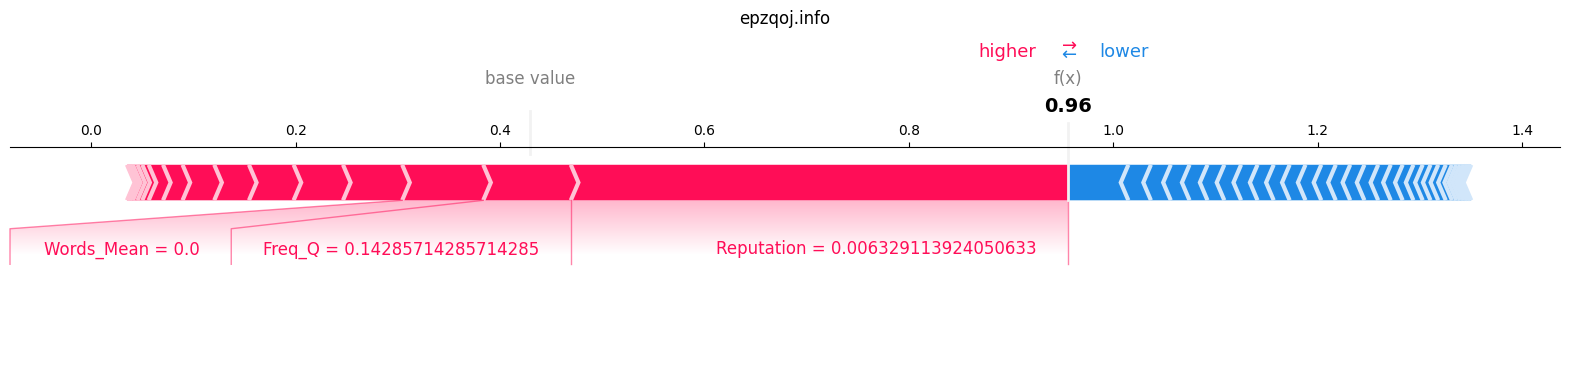 epzqoj.info
higher → ← lower
base value f(x)
0.96
0.0 0.2 0.4 0.6 0.8 1.0 1.2 1.4
Words_Mean = 0.0 Freq_Q = 0.14285714285714285 Reputation = 0.006329113924050633